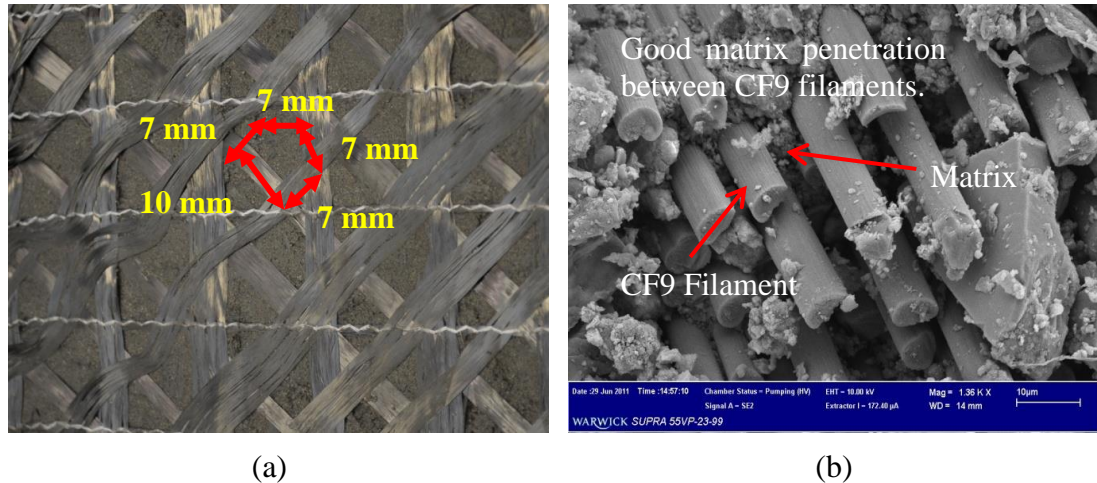 7 mm
7 mm
7 mm
10 mm
7 mm
Good matrix penetration
between CF9 filaments.
Matrix
CF9 Filament
Date :29 Jun 2011 Time :14:57:10 Chamber Status = Pumping (HV) EHT = 10.00 kV Mag = 1.36 K X 10µm
Signal A = SE2 Extractor I = 172.40 µA WD = 14 mm
WARWICK SUPRA 55VP-23-99
(a)
(b)